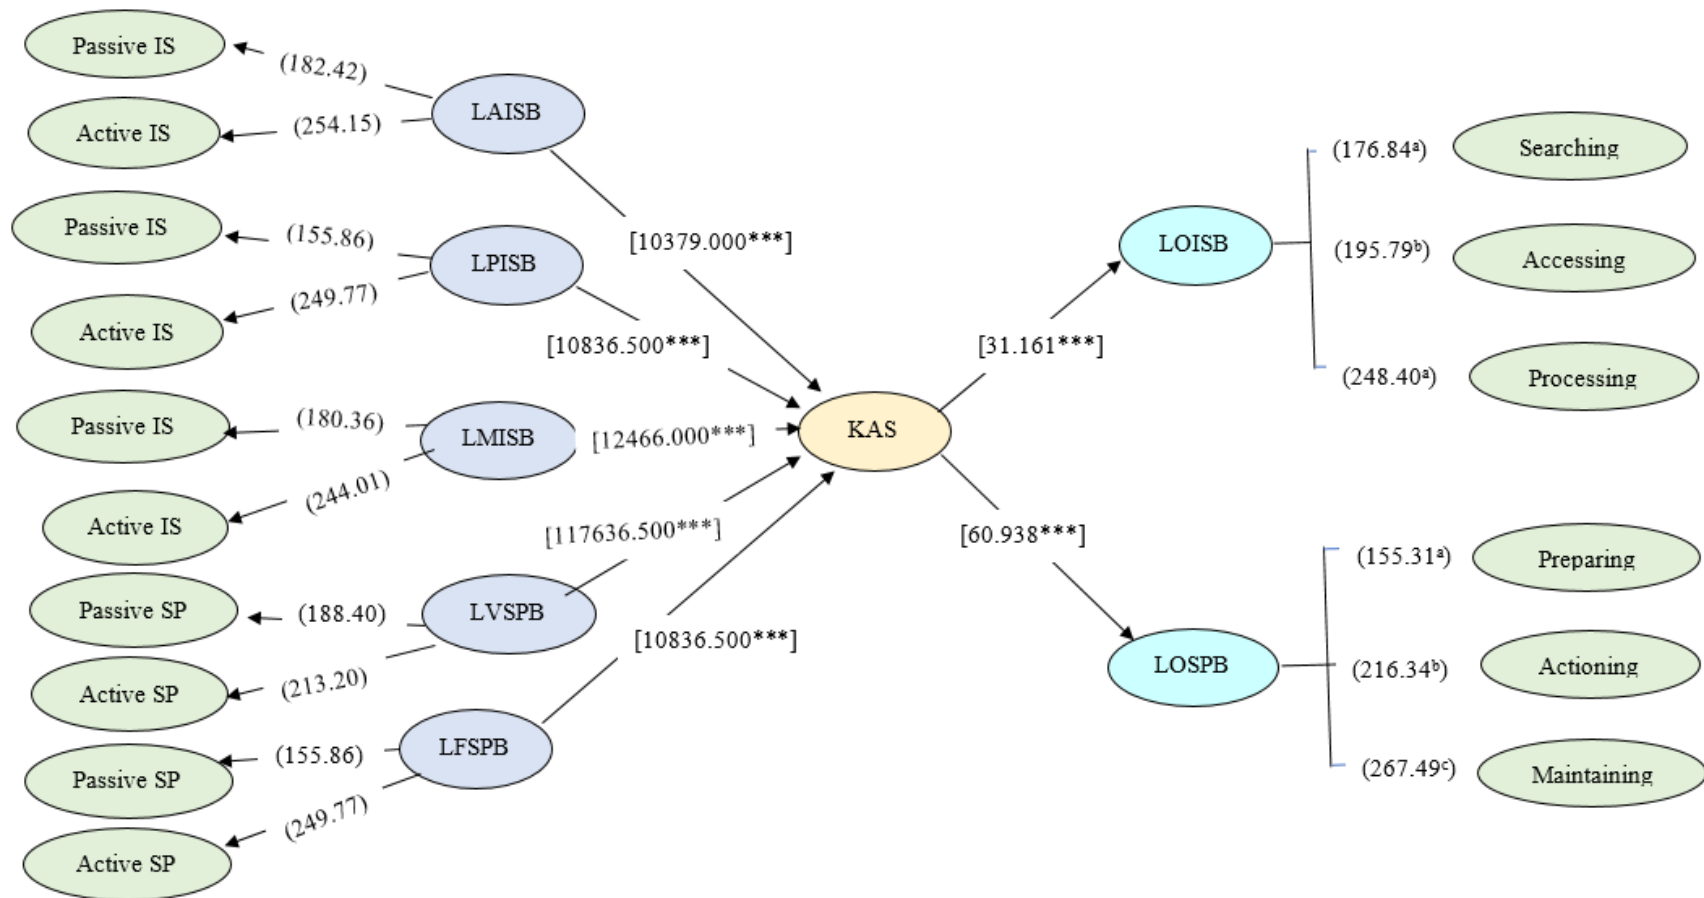 Passive IS
(182.42)
LAISB
Active IS
(254.15)
Passive IS
(155.86)
LPISB
Active IS
(249.77)
Passive IS
(180.36)
LMISB
Active IS
(244.01)
Passive SP
(188.40)
LVSPB
Active SP
(213.20)
Passive SP
(155.86)
LFSPB
Active SP
(249.77)
[10379.000***]
[10836.500***]
[12466.000***]
[117636.500***]
[10836.500***]
KAS
[31.161***]
[60.938***]
LOISB
(176.84ᵃ)
Searching
(195.79ᵇ)
Accessing
(248.40ᵃ)
Processing
LOSPB
(155.31ᵃ)
Preparing
(216.34ᵇ)
Actioning
(267.49ᶜ)
Maintaining